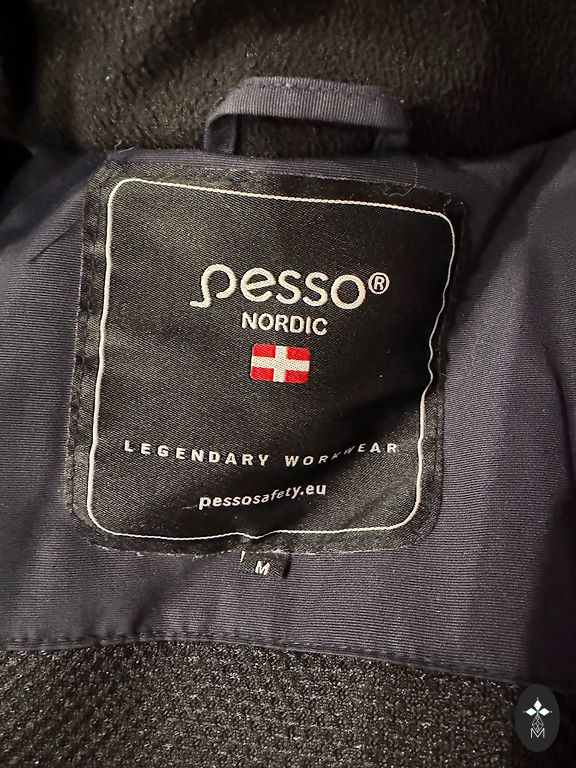 pesso®
NORDIC
LEGENDARY WORKWEAR
pessosafety.eu
M
M